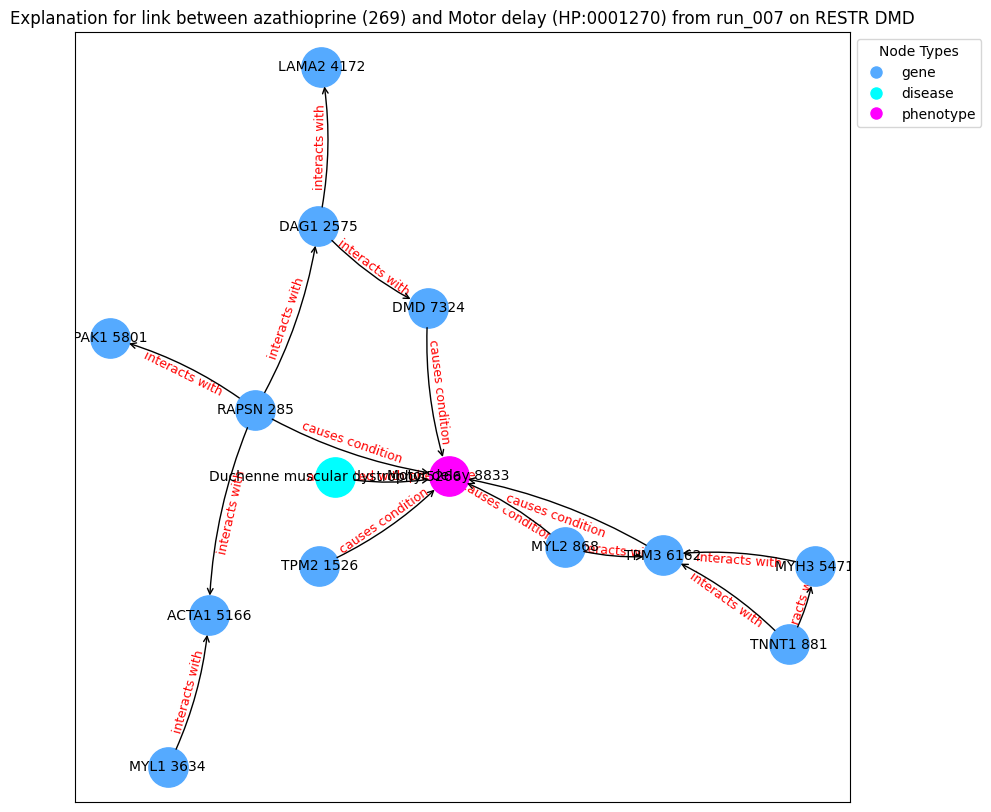 Explanation for link between azathioprine (269) and Motor delay (HP:0001270) from run_007 on RESTR DMD
Node Types
gene
disease
phenotype
LAMA2 4172
interacts with
DAG1 2575
interacts with
interacts with
DMD 7324
PAK1 5801
interacts with
causes condition
RAPSN 285
causes condition
Duchenne muscular dystrophy
Motor delay 8833
interacts with
causes condition
causes condition
causes condition
MYL2 868
TPM3 6162
interacts with
MYH3 5471
TPM2 1526
interacts with
ACTA1 5166
TNNT1 881
interacts with
MYL1 3634